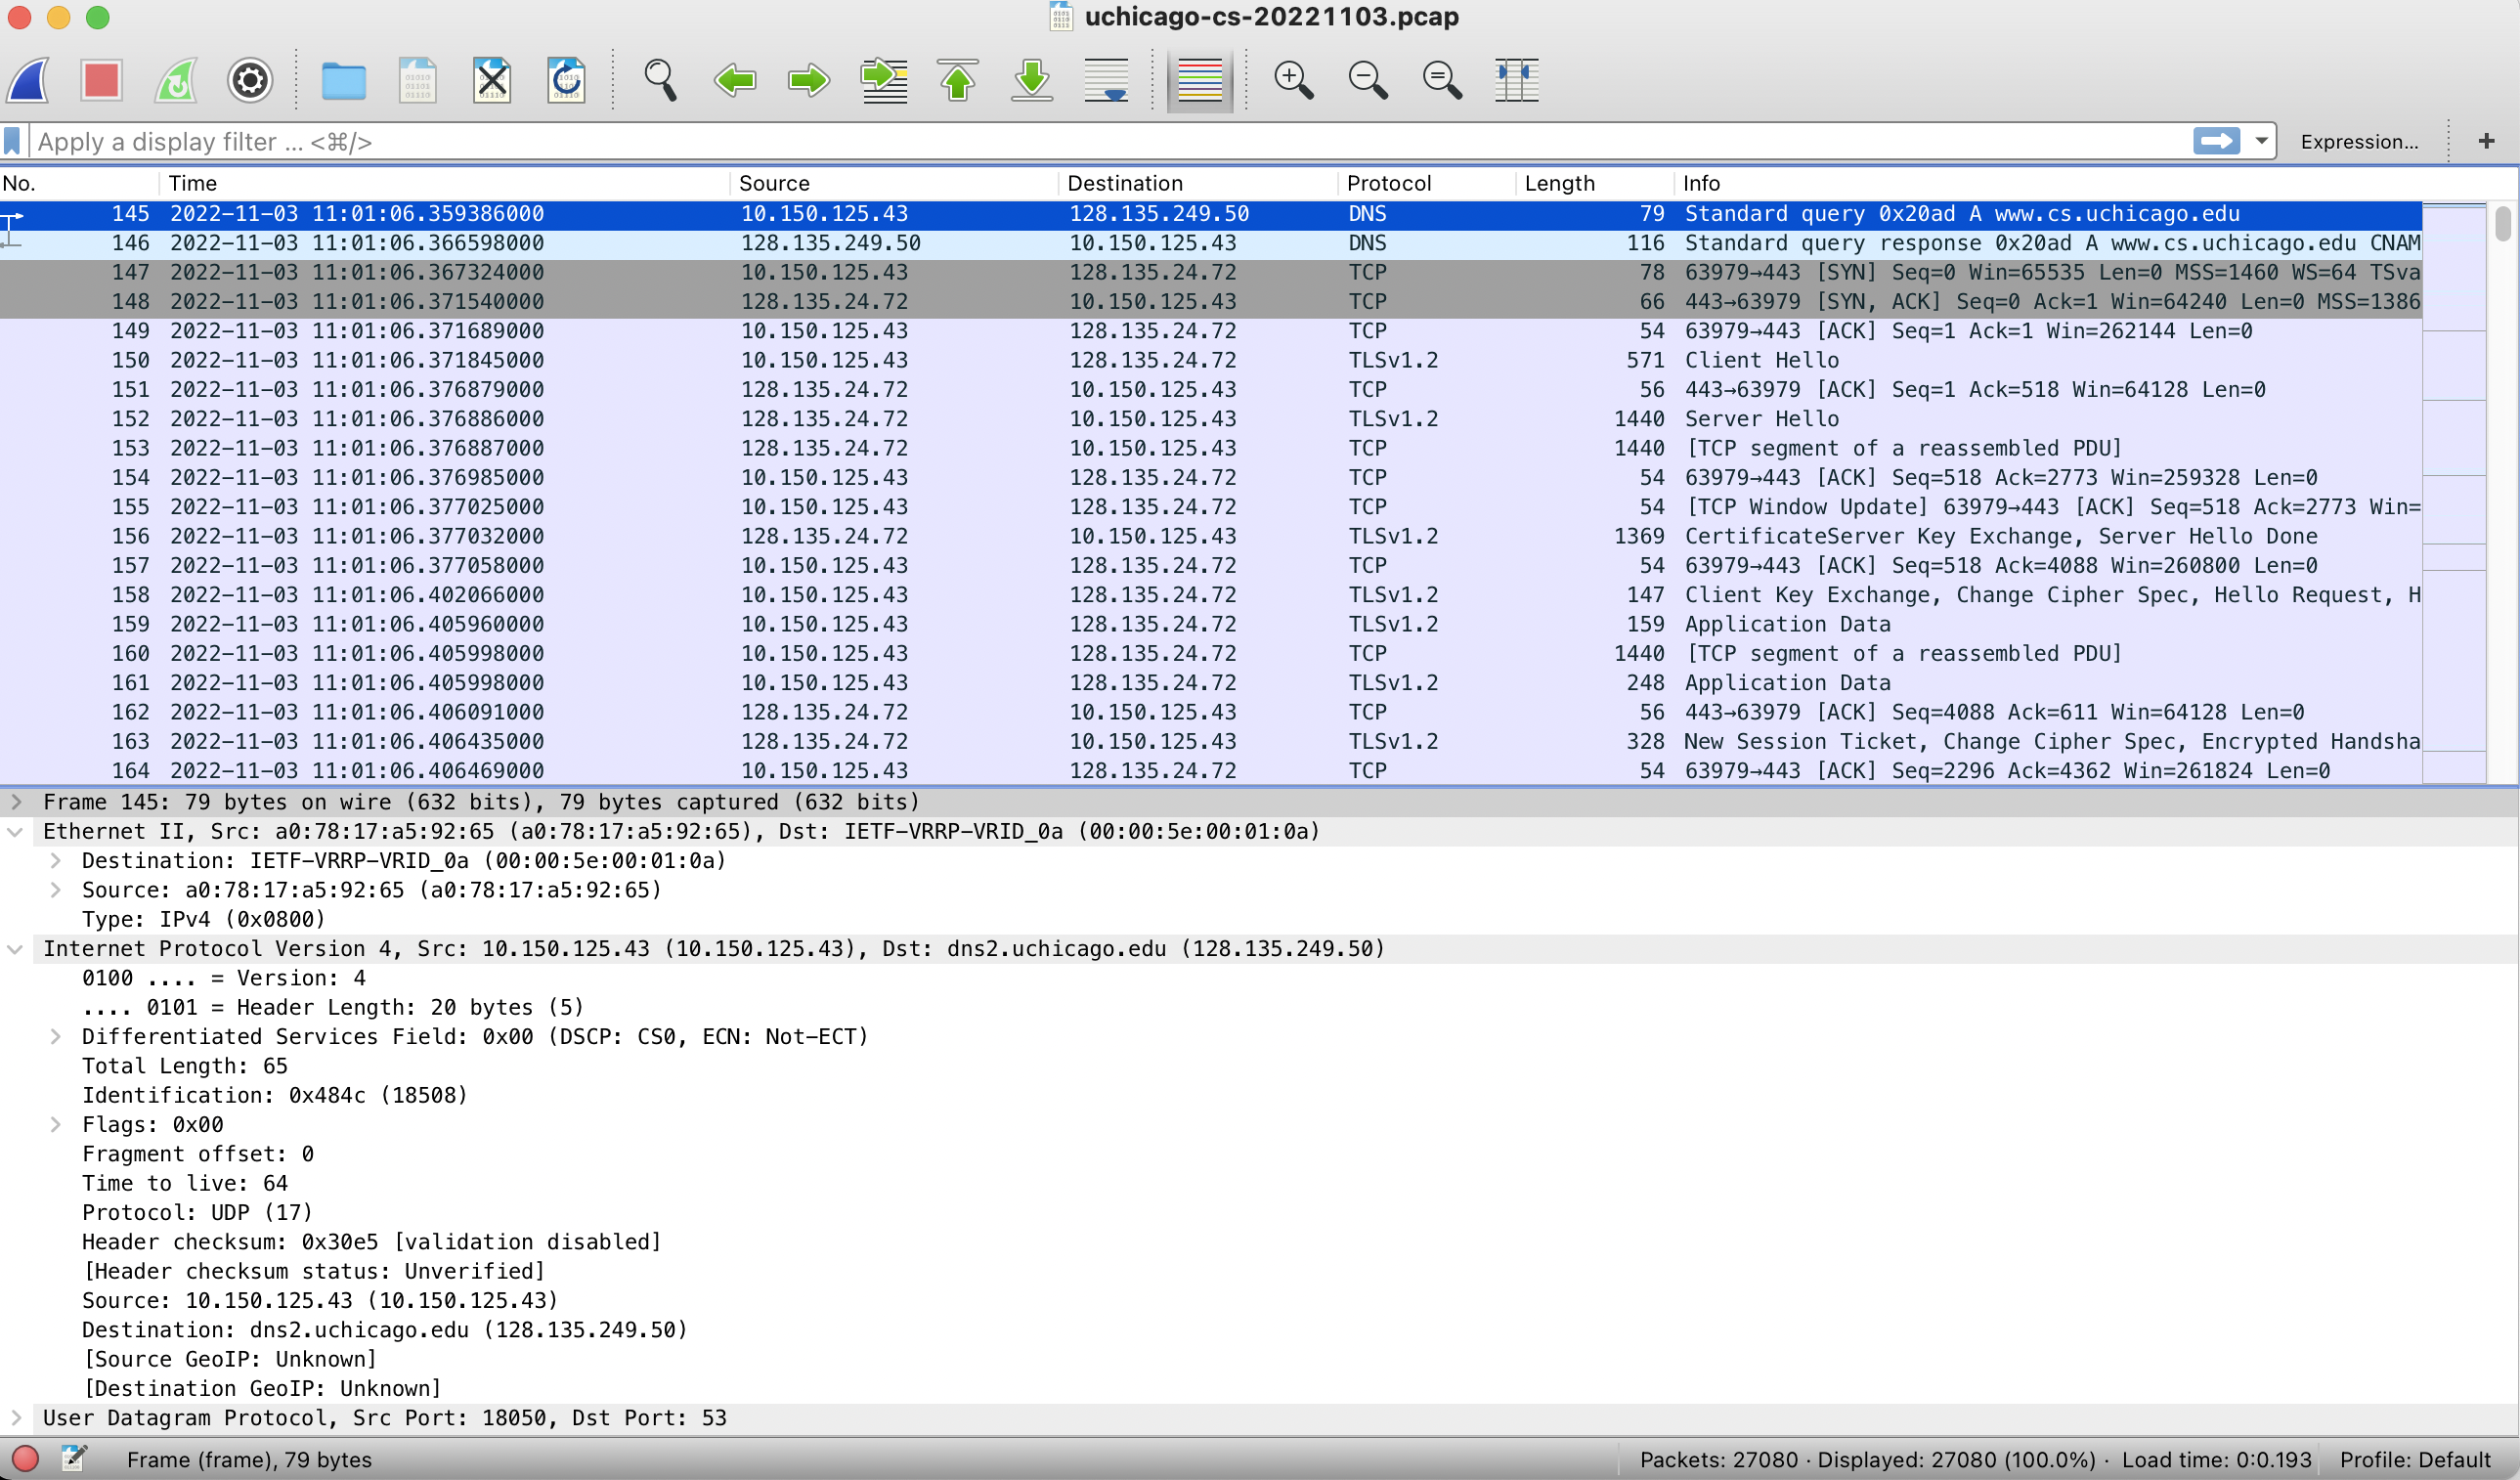 uchicago-cs-20221103.pcap
Apply a display filter ... <⌘/>
Expression...
+
No. Time Source Destination Protocol Length Info
145 2022-11-03 11:01:06.359386000 10.150.125.43 128.135.249.50 DNS 79 Standard query 0x20ad A www.cs.uchicago.edu
146 2022-11-03 11:01:06.366598000 128.135.249.50 10.150.125.43 DNS 116 Standard query response 0x20ad A www.cs.uchicago.edu CNAM
147 2022-11-03 11:01:06.367324000 10.150.125.43 128.135.24.72 TCP 78 63979→443 [SYN] Seq=0 Win=65535 Len=0 MSS=1460 WS=64 TSva
148 2022-11-03 11:01:06.371540000 128.135.24.72 10.150.125.43 TCP 66 443→63979 [SYN, ACK] Seq=0 Ack=1 Win=64240 Len=0 MSS=1386
149 2022-11-03 11:01:06.371689000 10.150.125.43 128.135.24.72 TCP 54 63979→443 [ACK] Seq=1 Ack=1 Win=262144 Len=0
150 2022-11-03 11:01:06.371845000 10.150.125.43 128.135.24.72 TLSv1.2 571 Client Hello
151 2022-11-03 11:01:06.376879000 128.135.24.72 10.150.125.43 TCP 56 443→63979 [ACK] Seq=1 Ack=518 Win=64128 Len=0
152 2022-11-03 11:01:06.376886000 128.135.24.72 10.150.125.43 TLSv1.2 1440 Server Hello
153 2022-11-03 11:01:06.376887000 128.135.24.72 10.150.125.43 TCP 1440 [TCP segment of a reassembled PDU]
154 2022-11-03 11:01:06.376985000 10.150.125.43 128.135.24.72 TCP 54 63979→443 [ACK] Seq=518 Ack=2773 Win=259328 Len=0
155 2022-11-03 11:01:06.377025000 10.150.125.43 128.135.24.72 TCP 54 [TCP Window Update] 63979→443 [ACK] Seq=518 Ack=2773 Win=
156 2022-11-03 11:01:06.377032000 128.135.24.72 10.150.125.43 TLSv1.2 1369 CertificateServer Key Exchange, Server Hello Done
157 2022-11-03 11:01:06.377058000 10.150.125.43 128.135.24.72 TCP 54 63979→443 [ACK] Seq=518 Ack=4088 Win=260800 Len=0
158 2022-11-03 11:01:06.402066000 10.150.125.43 128.135.24.72 TLSv1.2 147 Client Key Exchange, Change Cipher Spec, Hello Request, H
159 2022-11-03 11:01:06.405960000 10.150.125.43 128.135.24.72 TLSv1.2 159 Application Data
160 2022-11-03 11:01:06.405998000 10.150.125.43 128.135.24.72 TCP 1440 [TCP segment of a reassembled PDU]
161 2022-11-03 11:01:06.405998000 10.150.125.43 128.135.24.72 TLSv1.2 248 Application Data
162 2022-11-03 11:01:06.406091000 128.135.24.72 10.150.125.43 TCP 56 443→63979 [ACK] Seq=4088 Ack=611 Win=64128 Len=0
163 2022-11-03 11:01:06.406435000 128.135.24.72 10.150.125.43 TLSv1.2 328 New Session Ticket, Change Cipher Spec, Encrypted Handsha
164 2022-11-03 11:01:06.406469000 10.150.125.43 128.135.24.72 TCP 54 63979→443 [ACK] Seq=2296 Ack=4362 Win=261824 Len=0
Frame 145: 79 bytes on wire (632 bits), 79 bytes captured (632 bits)
Ethernet II, Src: a0:78:17:a5:92:65 (a0:78:17:a5:92:65), Dst: IETF-VRRP-VRID_0a (00:00:5e:00:01:0a)
Destination: IETF-VRRP-VRID_0a (00:00:5e:00:01:0a)
Source: a0:78:17:a5:92:65 (a0:78:17:a5:92:65)
Type: IPv4 (0x0800)
Internet Protocol Version 4, Src: 10.150.125.43 (10.150.125.43), Dst: dns2.uchicago.edu (128.135.249.50)
0100 .... = Version: 4
.... 0101 = Header Length: 20 bytes (5)
Differentiated Services Field: 0x00 (DSCP: CS0, ECN: Not-ECT)
Total Length: 65
Identification: 0x484c (18508)
Flags: 0x00
Fragment offset: 0
Time to live: 64
Protocol: UDP (17)
Header checksum: 0x30e5 [validation disabled]
[Header checksum status: Unverified]
Source: 10.150.125.43 (10.150.125.43)
Destination: dns2.uchicago.edu (128.135.249.50)
[Source GeoIP: Unknown]
[Destination GeoIP: Unknown]
User Datagram Protocol, Src Port: 18050, Dst Port: 53
Frame (frame), 79 bytes
Packets: 27080 · Displayed: 27080 (100.0%) · Load time: 0:0.193
Profile: Default